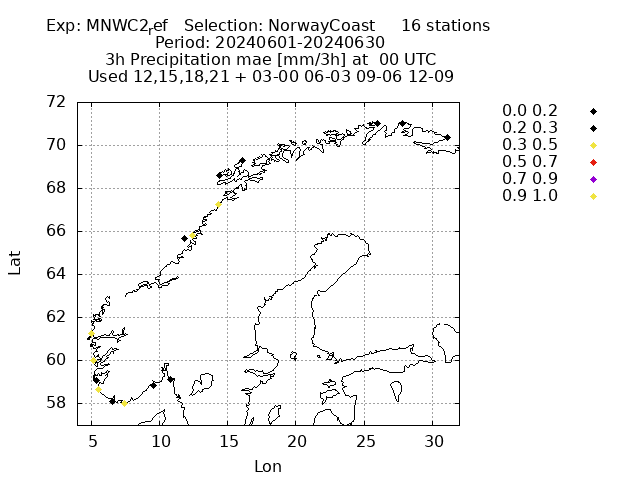 Exp: MNWC2ref Selection: NorwayCoast 16 stations
Period: 20240601-20240630
3h Precipitation mae [mm/3h] at 00 UTC
Used 12,15,18,21 + 03-00 06-03 09-06 12-09
0.0 0.2
0.2 0.3
0.3 0.5
0.5 0.7
0.7 0.9
0.9 1.0
72
70
68
66
64
62
60
58
Lat
5 10 15 20 25 30
Lon